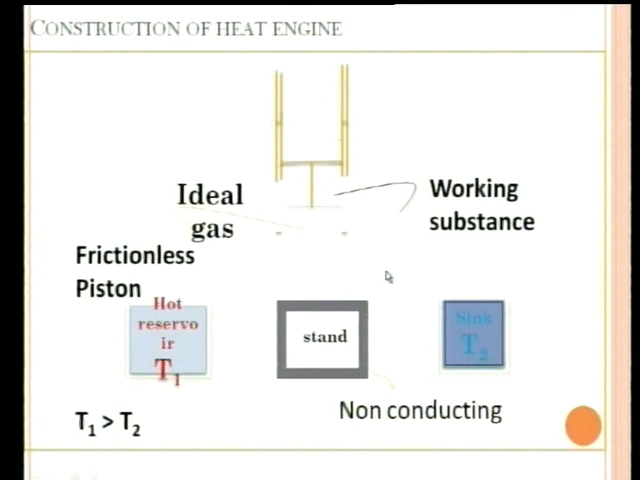 CONSTRUCTION OF HEAT ENGINE
Ideal
gas
Working
substance
Frictionless
Piston
Hot
reservo
ir
T1
stand
Sink
T2
Non conducting
T1 > T2